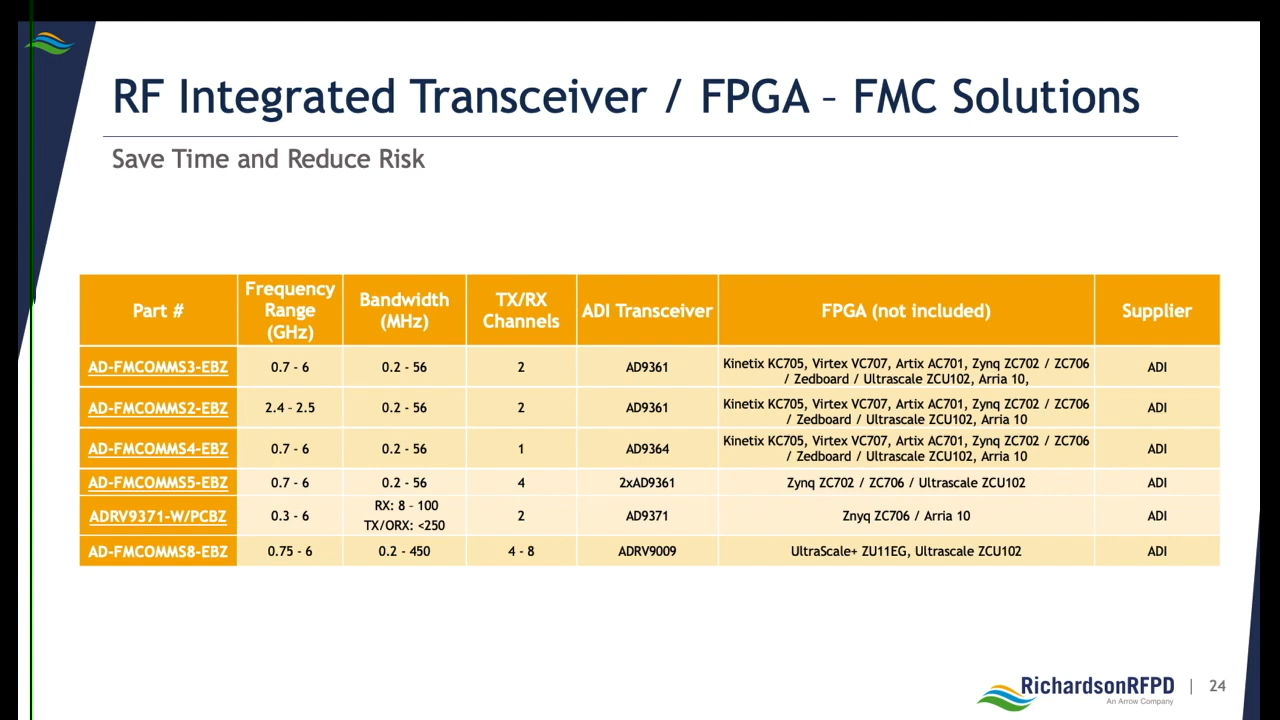 RF Integrated Transceiver / FPGA – FMC Solutions
Save Time and Reduce Risk
Part #
Frequency
Range
(GHz)
Bandwidth
(MHz)
TX/RX
Channels
ADI Transceiver
FPGA (not included)
Supplier
AD-FMCOMMS3-EBZ
0.7 - 6
0.2 - 56
2
AD9361
Kinetix KC705, Virtex VC707, Artix AC701, Zynq ZC702 / ZC706
/ Zedboard / Ultrascale ZCU102, Arria 10,
ADI
AD-FMCOMMS2-EBZ
2.4 – 2.5
0.2 - 56
2
AD9361
Kinetix KC705, Virtex VC707, Artix AC701, Zynq ZC702 / ZC706
/ Zedboard / Ultrascale ZCU102, Arria 10
ADI
AD-FMCOMMS4-EBZ
0.7 - 6
0.2 - 56
1
AD9364
Kinetix KC705, Virtex VC707, Artix AC701, Zynq ZC702 / ZC706
/ Zedboard / Ultrascale ZCU102, Arria 10
ADI
AD-FMCOMMS5-EBZ
0.7 - 6
0.2 - 56
4
2xAD9361
Zynq ZC702 / ZC706 / Ultrascale ZCU102
ADI
ADRV9371-W/PCBZ
0.3 - 6
RX: 8 – 100
TX/ORX: <250
2
AD9371
Znyq ZC706 / Arria 10
ADI
AD-FMCOMMS8-EBZ
0.75 - 6
0.2 - 450
4 - 8
ADRV9009
UltraScale+ ZU11EG, Ultrascale ZCU102
ADI
RichardsonRFPD
An Arrow Company
| 24